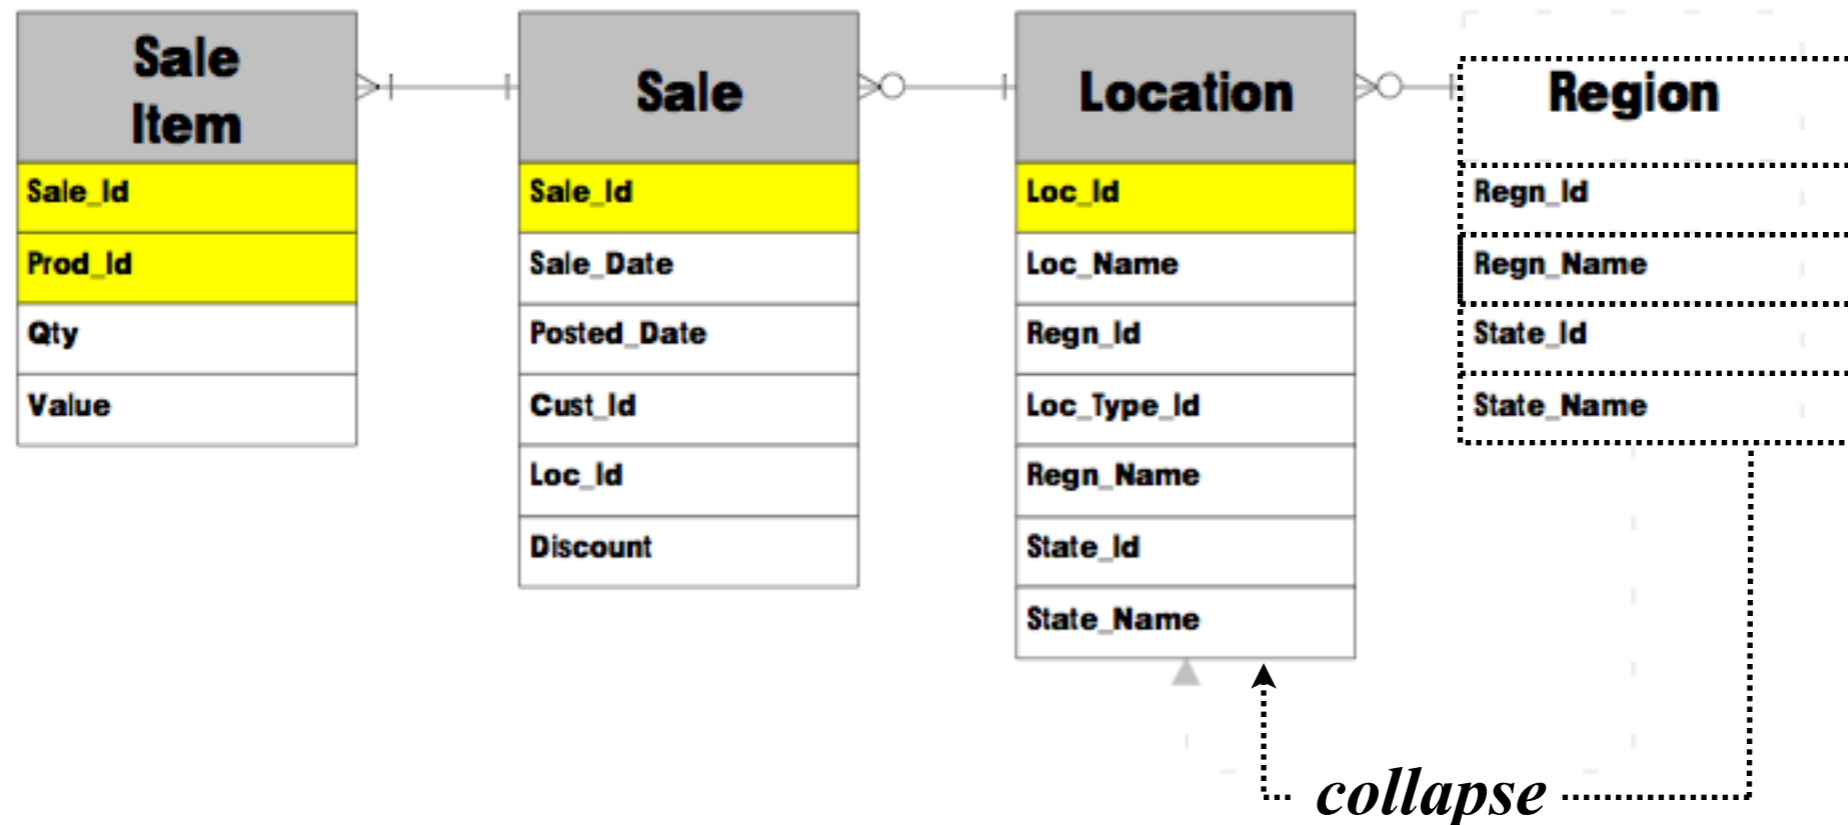 Sale
Item
Sale_Id
Prod_Id
Qty
Value
Sale
Sale_Id
Sale_Date
Posted_Date
Cust_Id
Loc_Id
Discount
Location
Loc_Id
Loc_Name
Regn_Id
Loc_Type_Id
Regn_Name
State_Id
State_Name
Region
Regn_Id
Regn_Name
State_Id
State_Name
collapse